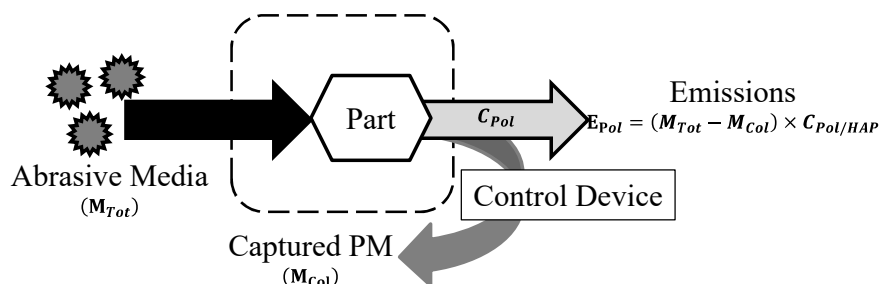 Emissions
Part
C_Pol
E_Pol = (M_Tot − M_Col) × C_Pol/HAP
Abrasive Media
(M_Tot)
Control Device
Captured PM
(M_Col)